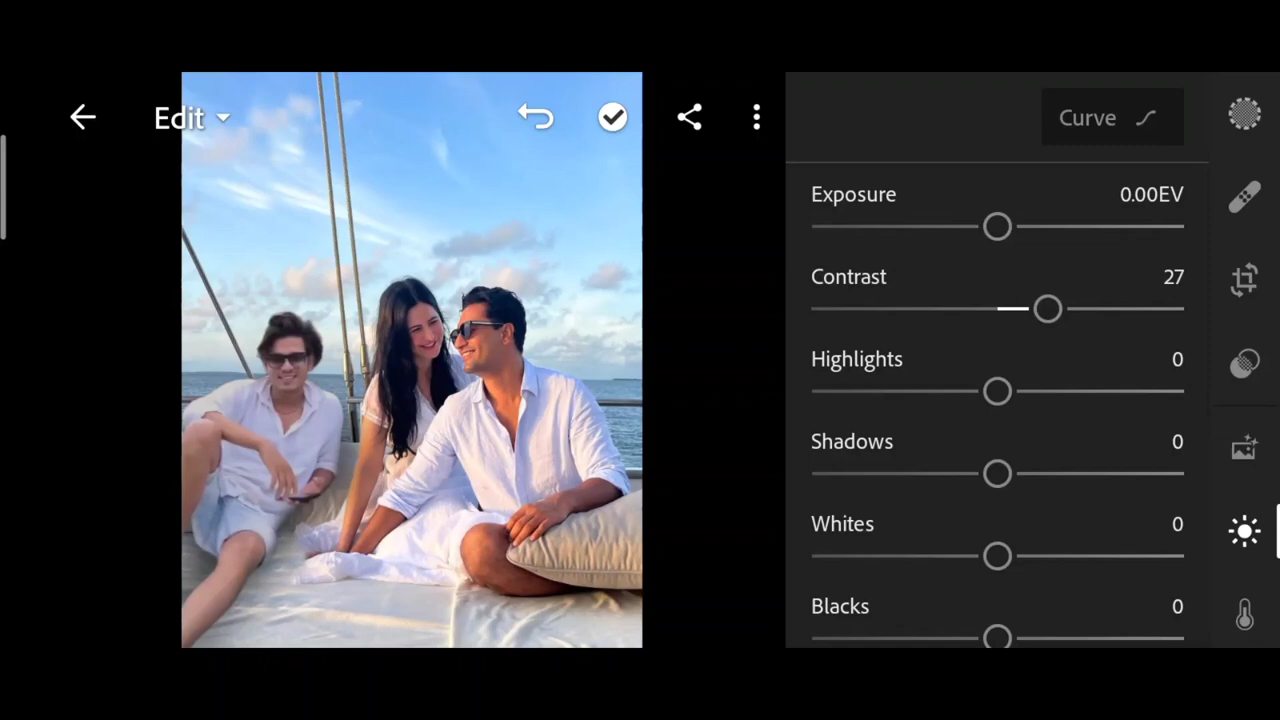 Edit
Curve
Exposure 0.00EV
Contrast 27
Highlights 0
Shadows 0
Whites 0
Blacks 0